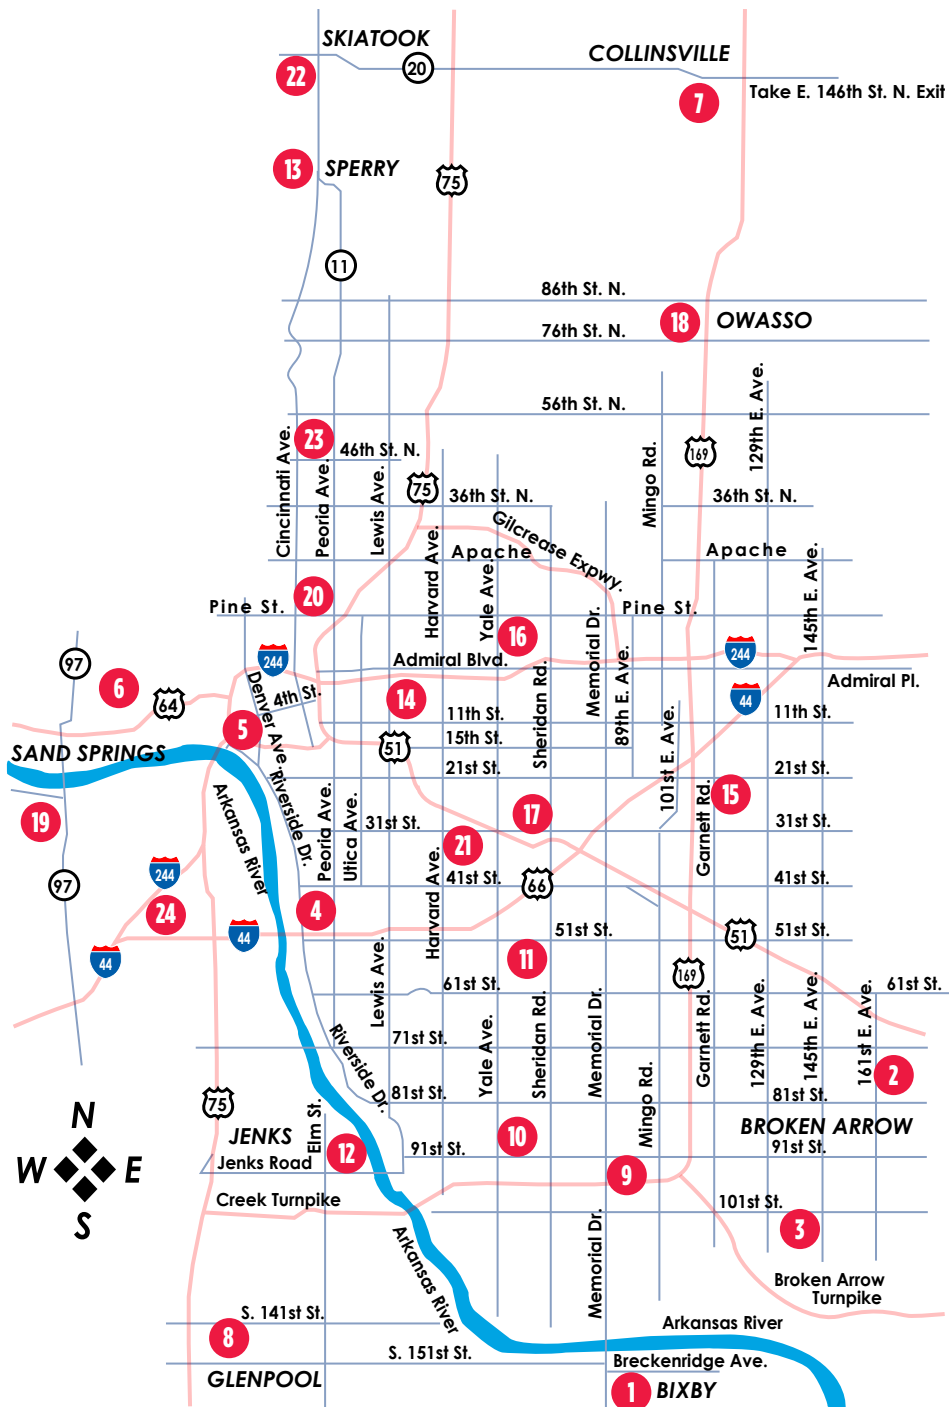 SKIATOOK
COLLINSVILLE
22
20
7
Take E. 146th St. N. Exit
13
SPERRY
75
11
86th St. N.
18
OWASSO
76th St. N.
56th St. N.
129th E. Ave.
23
46th St. N.
Cincinnati Ave.
Peoria Ave.
Lewis Ave.
Mingo Rd.
169
75
36th St. N.
36th St. N.
Gilcrease Expwy.
Harvard Ave.
Apache
Apache
Yale Ave.
145th E. Ave.
20
Pine St.
Pine St.
16
Memorial Dr.
97
244
244
Admiral Blvd.
Sheridan Rd.
89th E. Ave.
Admiral Pl.
6
64
Denver Ave.
4th St.
14
44
11th St.
11th St.
5
15th St.
51
SAND SPRINGS
21st St.
21st St.
101st E. Ave.
Riverside Dr.
Arkansas River
Peoria Ave.
Utica Ave.
15
19
17
31st St.
31st St.
Garnett Rd.
21
244
97
41st St.
41st St.
66
Harvard Ave.
24
4
44
51st St.
51st St.
51
44
11
169
61st St.
61st St.
Lewis Ave.
Yale Ave.
Sheridan Rd.
Memorial Dr.
Garnett Rd.
129th E. Ave.
145th E. Ave.
161st E. Ave.
71st St.
Riverside Dr.
2
Mingo Rd.
75
81st St.
81st St.
N
W
E
S
JENKS
Elm St.
12
10
BROKEN ARROW
91st St.
91st St.
Jenks Road
9
Creek Turnpike
101st St.
3
Arkansas River
Memorial Dr.
Broken Arrow
Turnpike
S. 141st St.
Arkansas River
8
S. 151st St.
Breckenridge Ave.
GLENPOOL
1
BIXBY